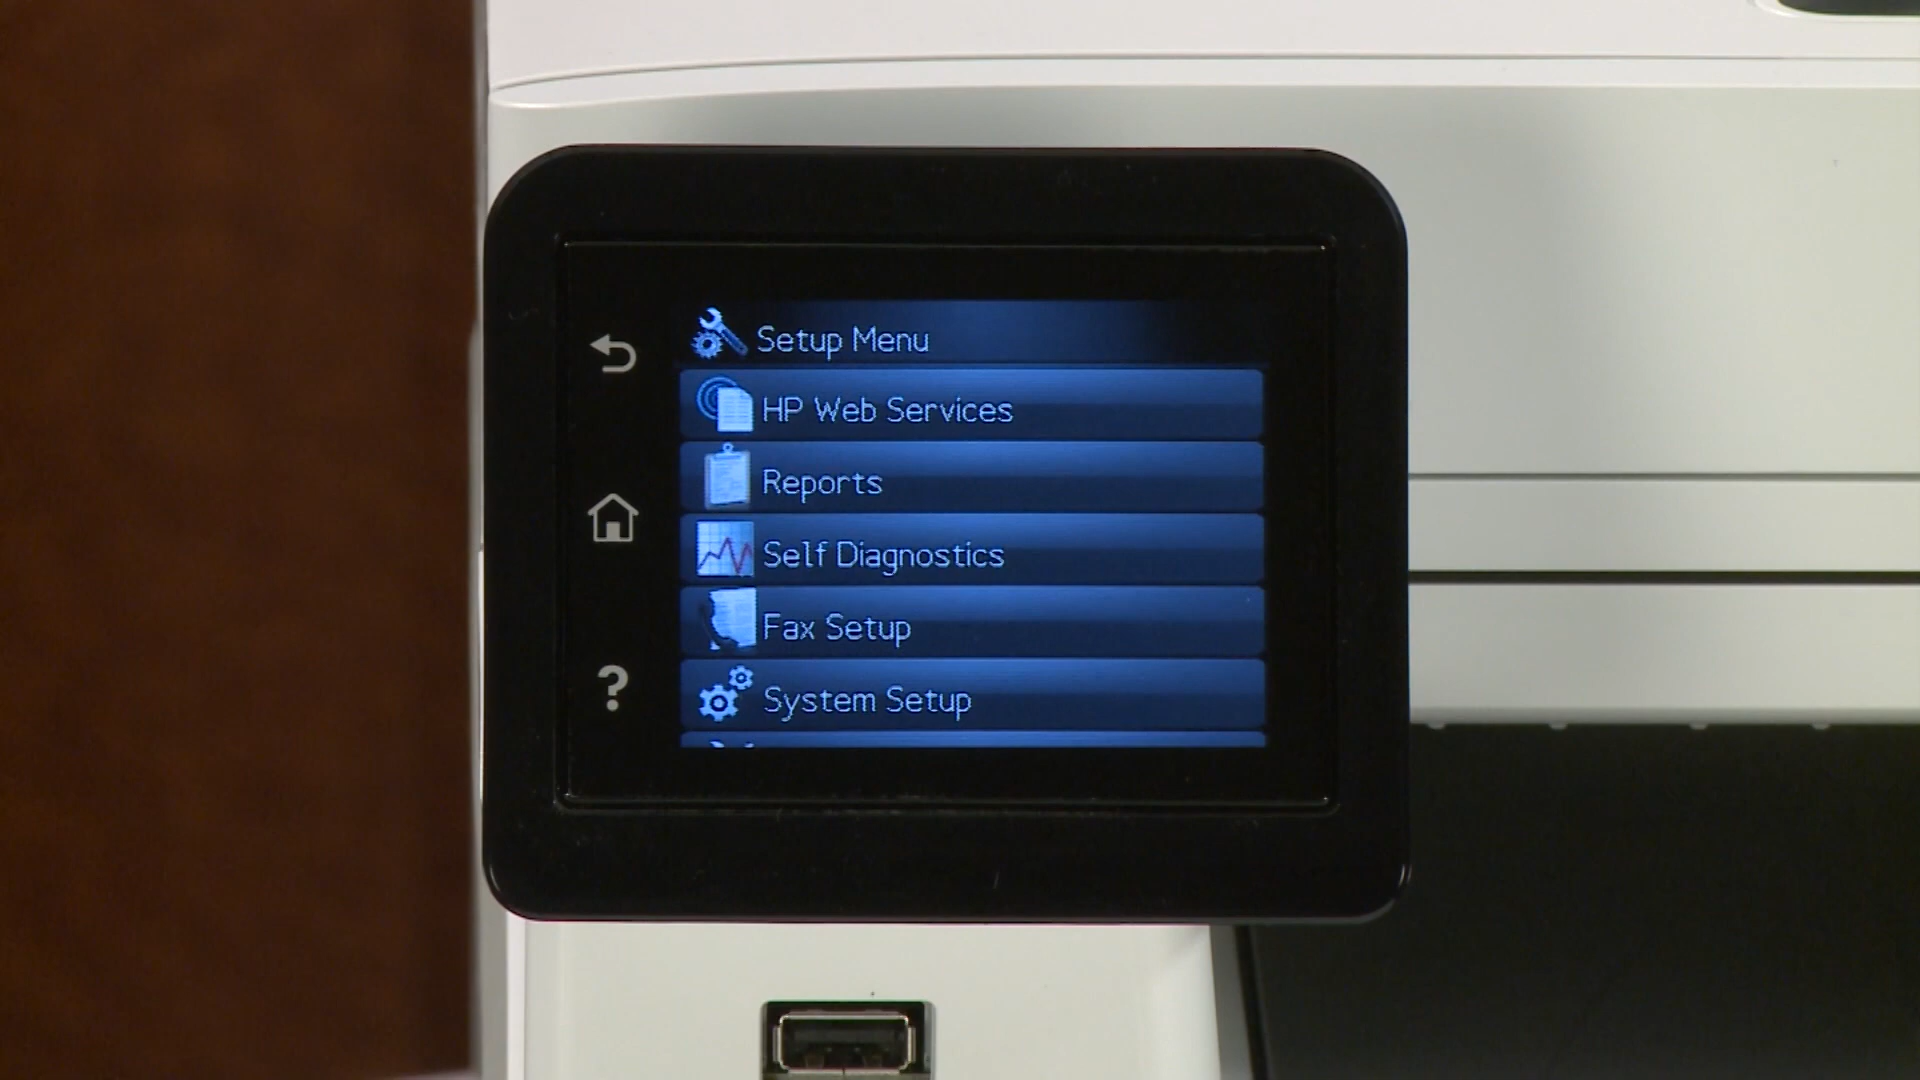 Setup Menu
HP Web Services
Reports
Self Diagnostics
Fax Setup
System Setup
?